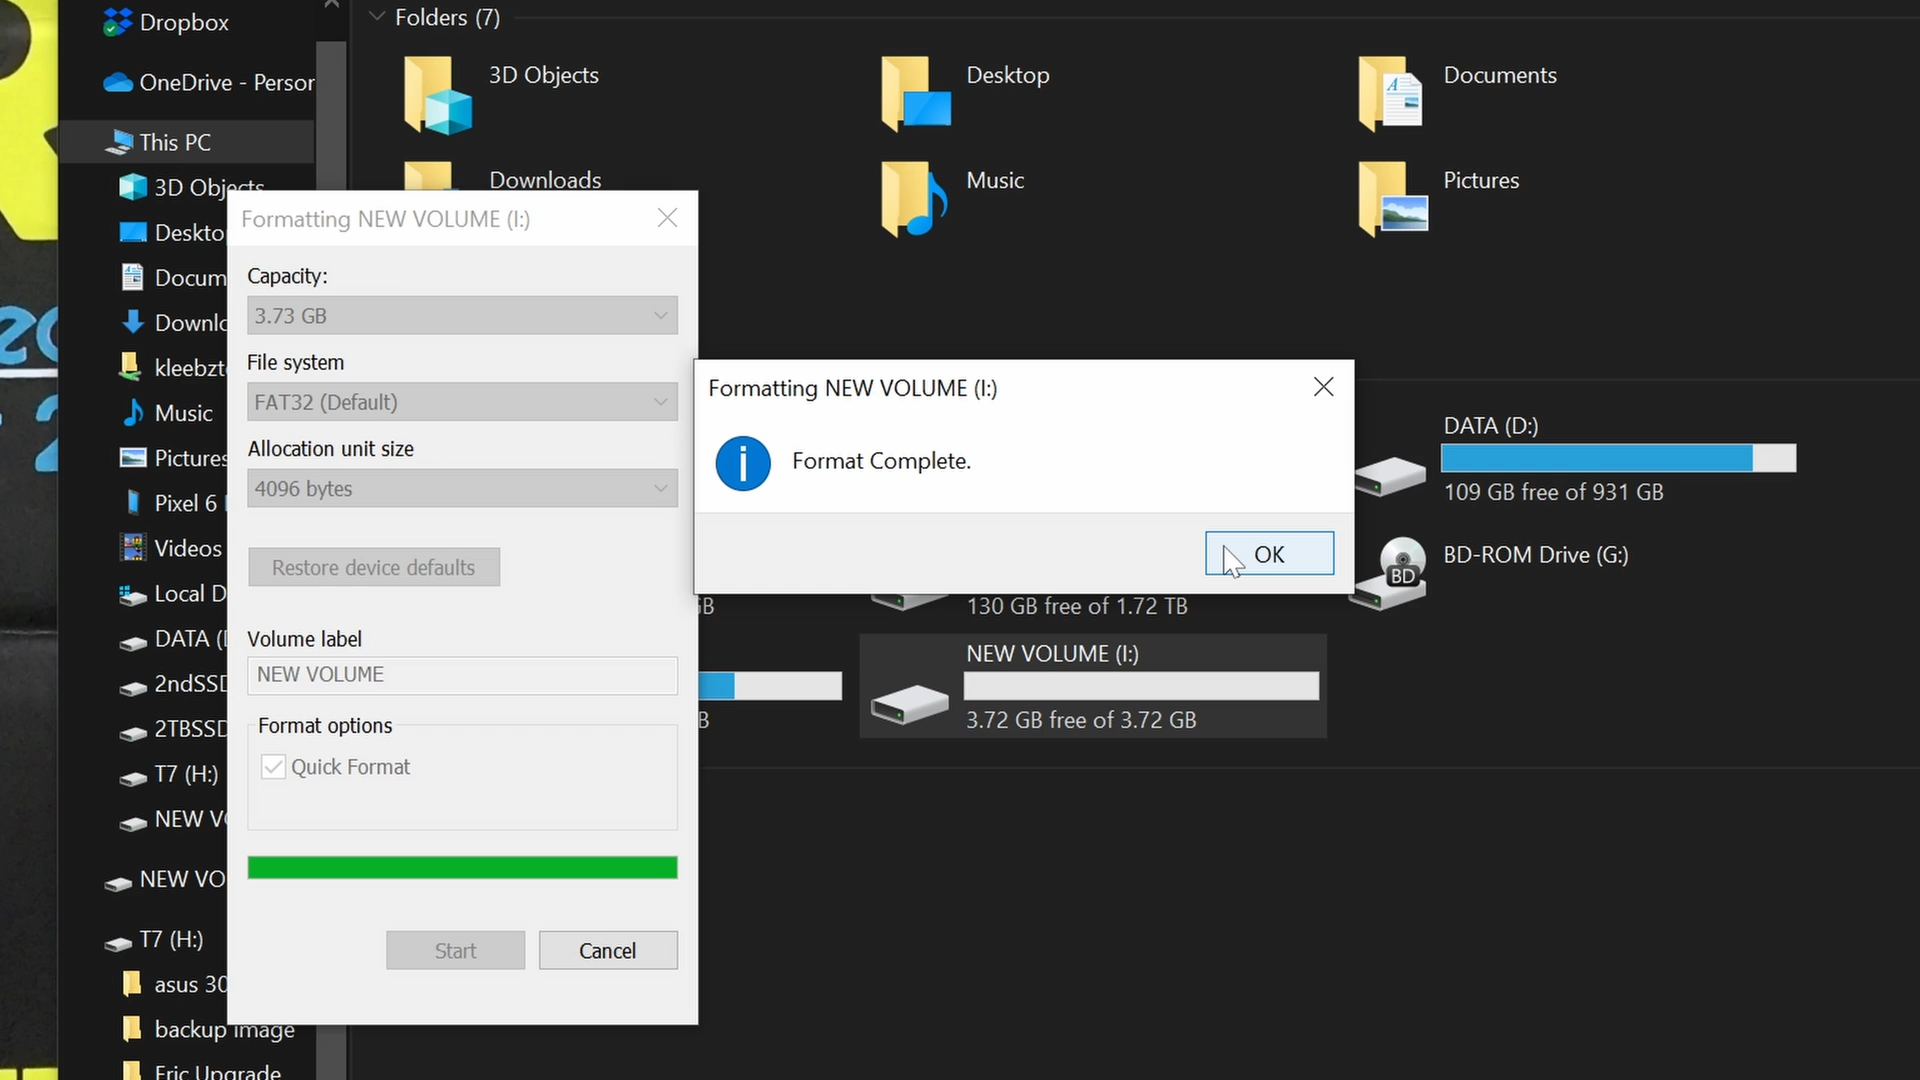 Dropbox
OneDrive - Person
This PC
3D Objects
Deskto
Docum
Downlo
kleebzt
Music
Pictures
Pixel 6
Videos
Local D
DATA (
2ndSSD
2TBSSD
T7 (H:)
NEW VO
NEW VO
T7 (H:)
asus 30
backup image
Eric Upgrade
Folders (7)
3D Objects
Desktop
Documents
Downloads
Music
Pictures
Formatting NEW VOLUME (I:)
Capacity:
3.73 GB
File system
FAT32 (Default)
Allocation unit size
4096 bytes
Restore device defaults
Volume label
NEW VOLUME
Format options
Quick Format
Start
Cancel
Formatting NEW VOLUME (I:)
Format Complete.
OK
DATA (D:)
109 GB free of 931 GB
BD-ROM Drive (G:)
BD
130 GB free of 1.72 TB
NEW VOLUME (I:)
3.72 GB free of 3.72 GB